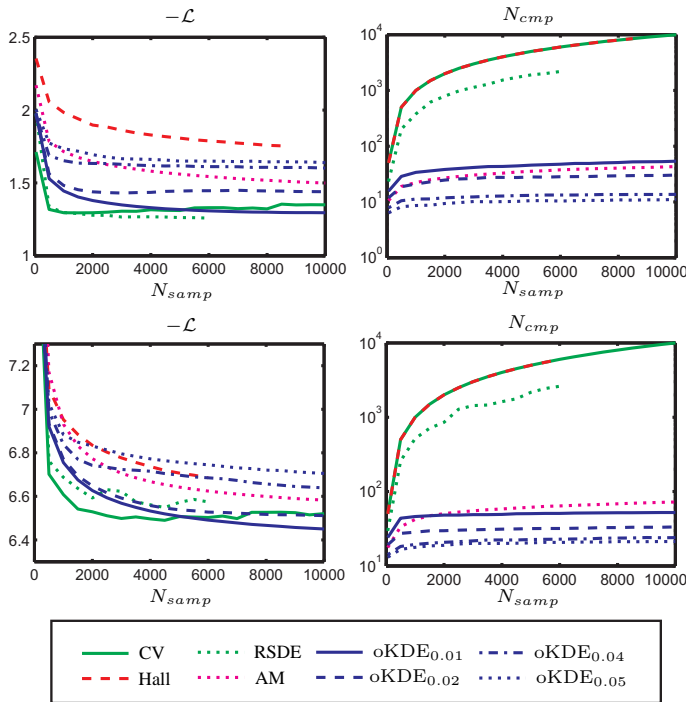 −ℒ
2.5
2
1.5
1
0 2000 4000 6000 8000 10000
N_samp
N_cmp
10^4
10^3
10^2
10^1
10^0
0 2000 4000 6000 8000 10000
N_samp
−ℒ
7.2
7
6.8
6.6
6.4
0 2000 4000 6000 8000 10000
N_samp
N_cmp
10^4
10^3
10^2
10^1
0 2000 4000 6000 8000 10000
N_samp
CV RSDE oKDE_0.01 oKDE_0.04
Hall AM oKDE_0.02 oKDE_0.05